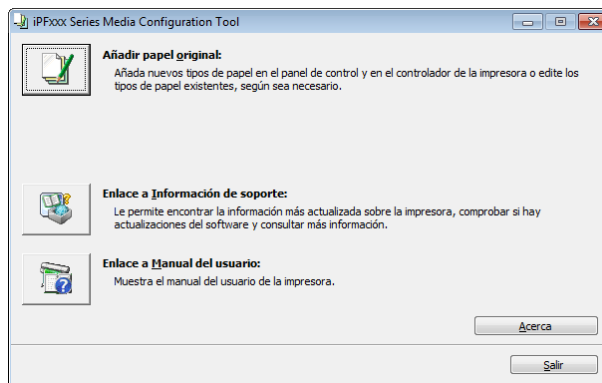 iPFxxx Series Media Configuration Tool
Añadir papel original:
Añada nuevos tipos de papel en el panel de control y en el controlador de la impresora o edite los
tipos de papel existentes, según sea necesario.
Enlace a Información de soporte:
Le permite encontrar la información más actualizada sobre la impresora, comprobar si hay
actualizaciones del software y consultar más información.
Enlace a Manual del usuario:
Muestra el manual del usuario de la impresora.
Acerca
Salir